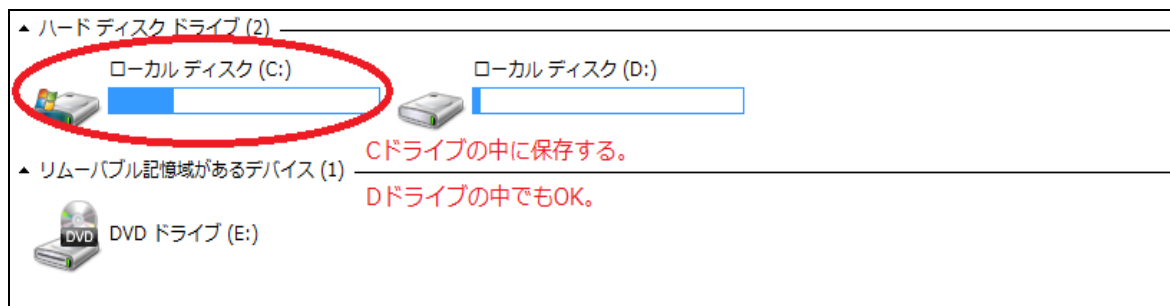 ハード ディスク ドライブ (2)
ローカル ディスク (C:)
ローカル ディスク (D:)
Cドライブの中に保存する。
リムーバブル記憶域があるデバイス (1)
Dドライブの中でもOK。
DVD
DVD ドライブ (E:)